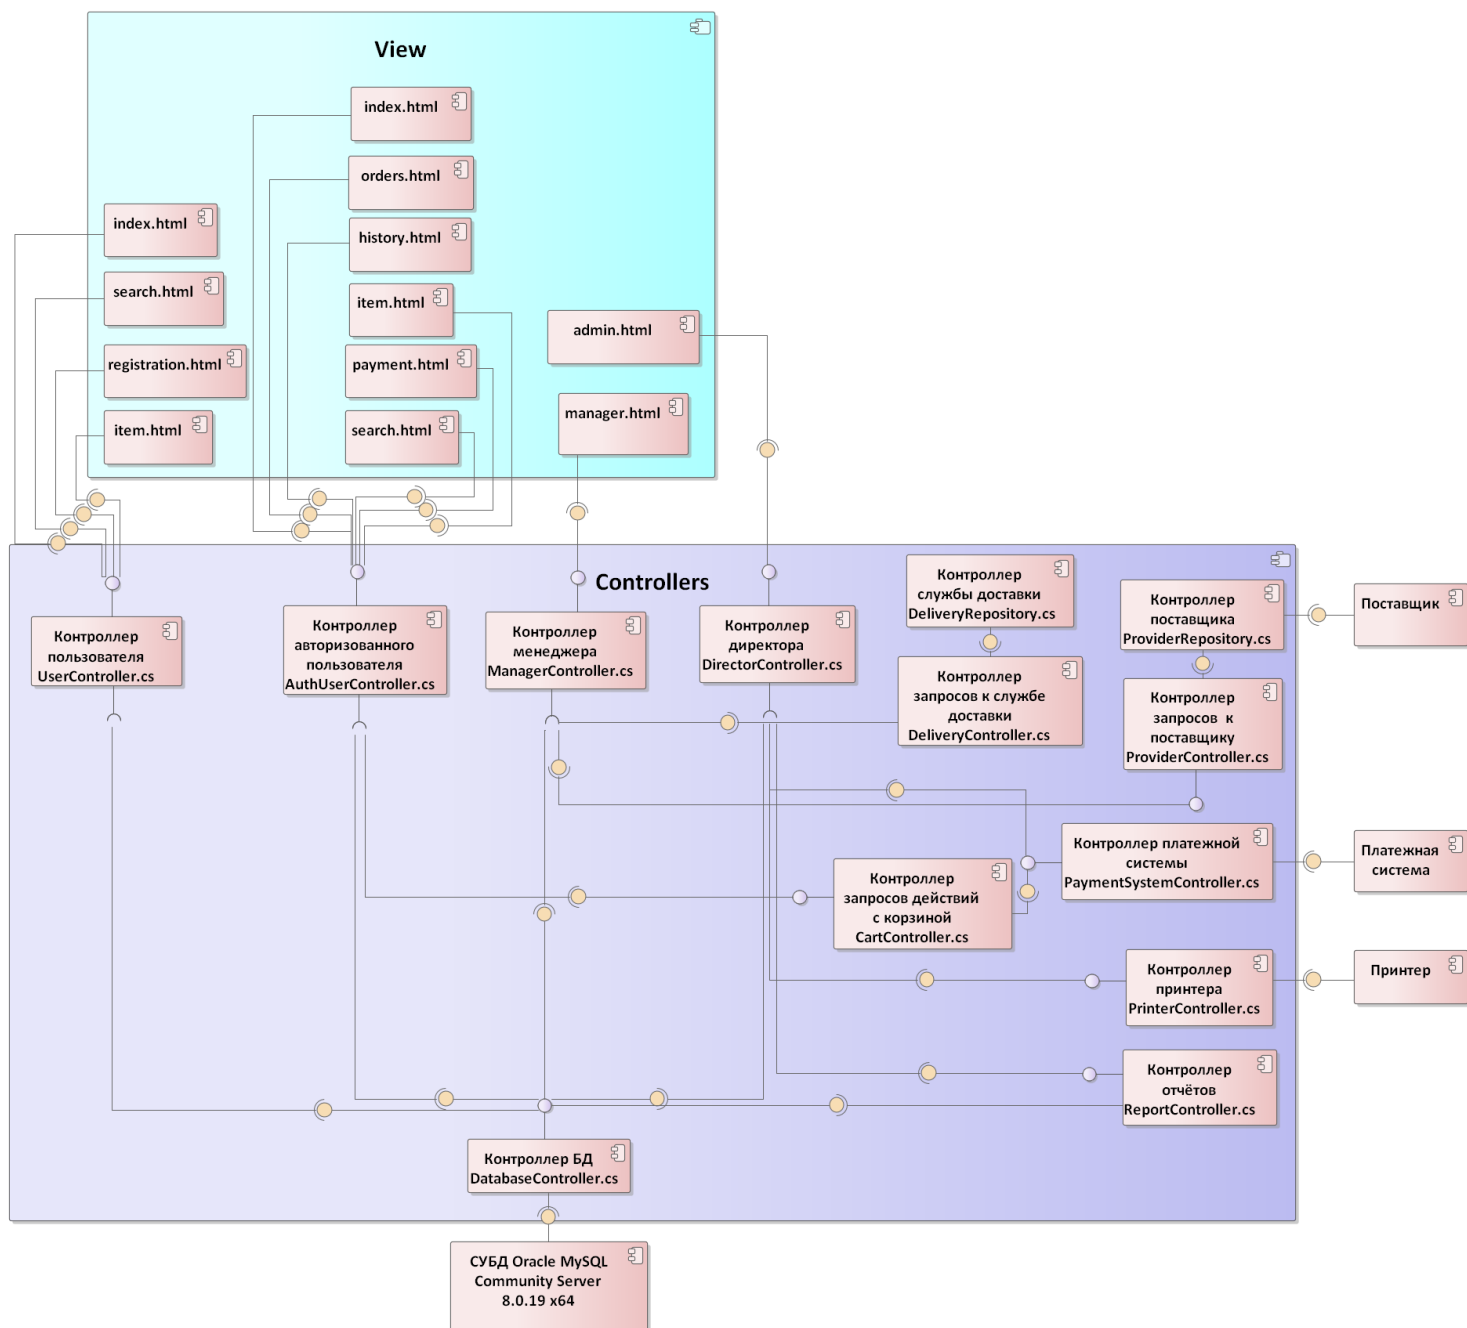 View
index.html
orders.html
history.html
item.html
payment.html
search.html
index.html
search.html
registration.html
item.html
admin.html
manager.html
Controllers
Контроллер
пользователя
UserController.cs
Контроллер
авторизованного
пользователя
AuthUserController.cs
Контроллер
менеджера
ManagerController.cs
Контроллер
директора
DirectorController.cs
Контроллер
службы доставки
DeliveryRepository.cs
Контроллер
запросов к службе
доставки
DeliveryController.cs
Контроллер
поставщика
ProviderRepository.cs
Контроллер
запросов к
поставщику
ProviderController.cs
Поставщик
Контроллер платежной
системы
PaymentSystemController.cs
Платежная
система
Контроллер
запросов действий
с корзиной
CartController.cs
Контроллер
принтера
PrinterController.cs
Принтер
Контроллер
отчётов
ReportController.cs
Контроллер БД
DatabaseController.cs
СУБД Oracle MySQL
Community Server
8.0.19 x64